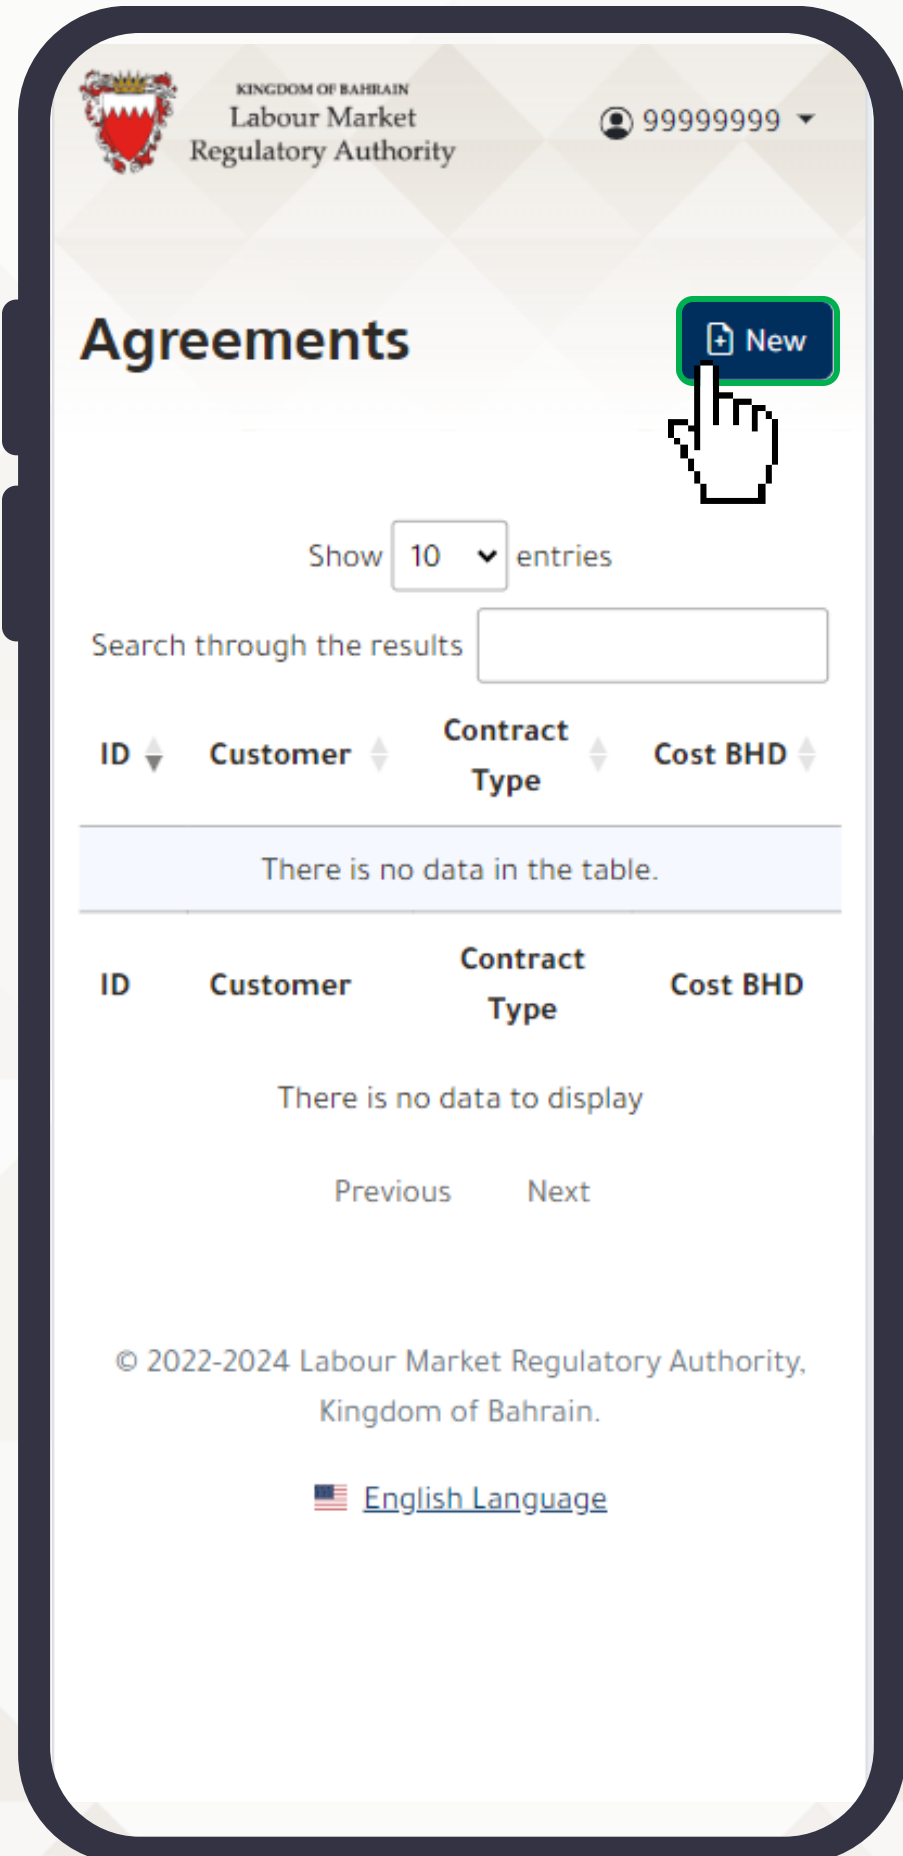 KINGDOM OF BAHRAIN
Labour Market
Regulatory Authority
99999999
Agreements
New
Show 10 entries
Search through the results
ID Customer Contract Type Cost BHD
There is no data in the table.
ID Customer Contract Type Cost BHD
There is no data to display
Previous Next
© 2022-2024 Labour Market Regulatory Authority,
Kingdom of Bahrain.
English Language